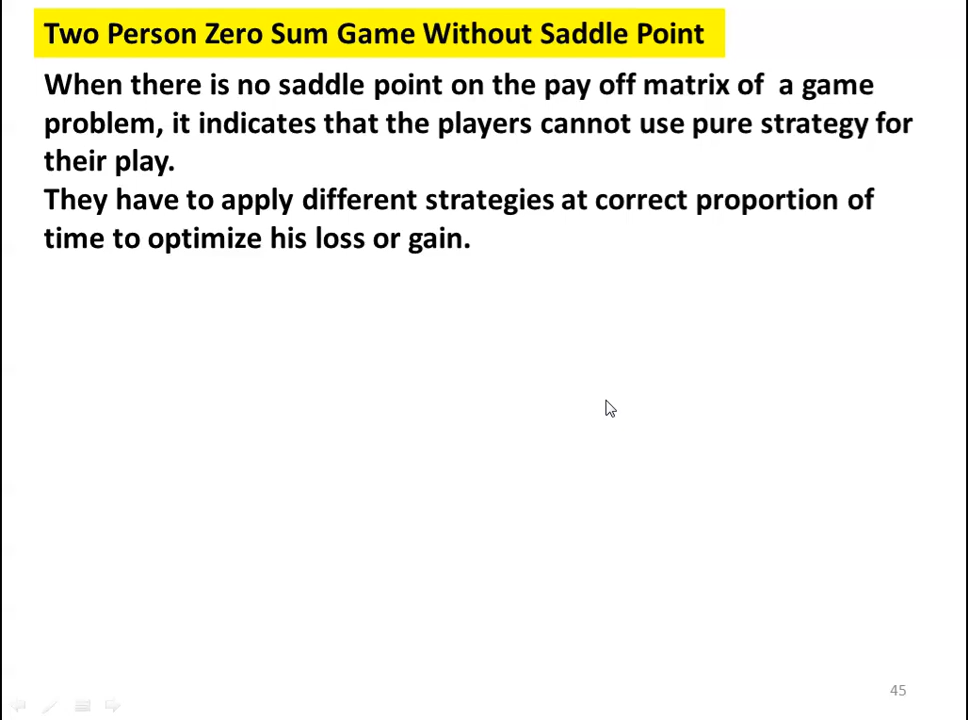 Two Person Zero Sum Game Without Saddle Point
When there is no saddle point on the pay off matrix of a game
problem, it indicates that the players cannot use pure strategy for
their play.
They have to apply different strategies at correct proportion of
time to optimize his loss or gain.
45